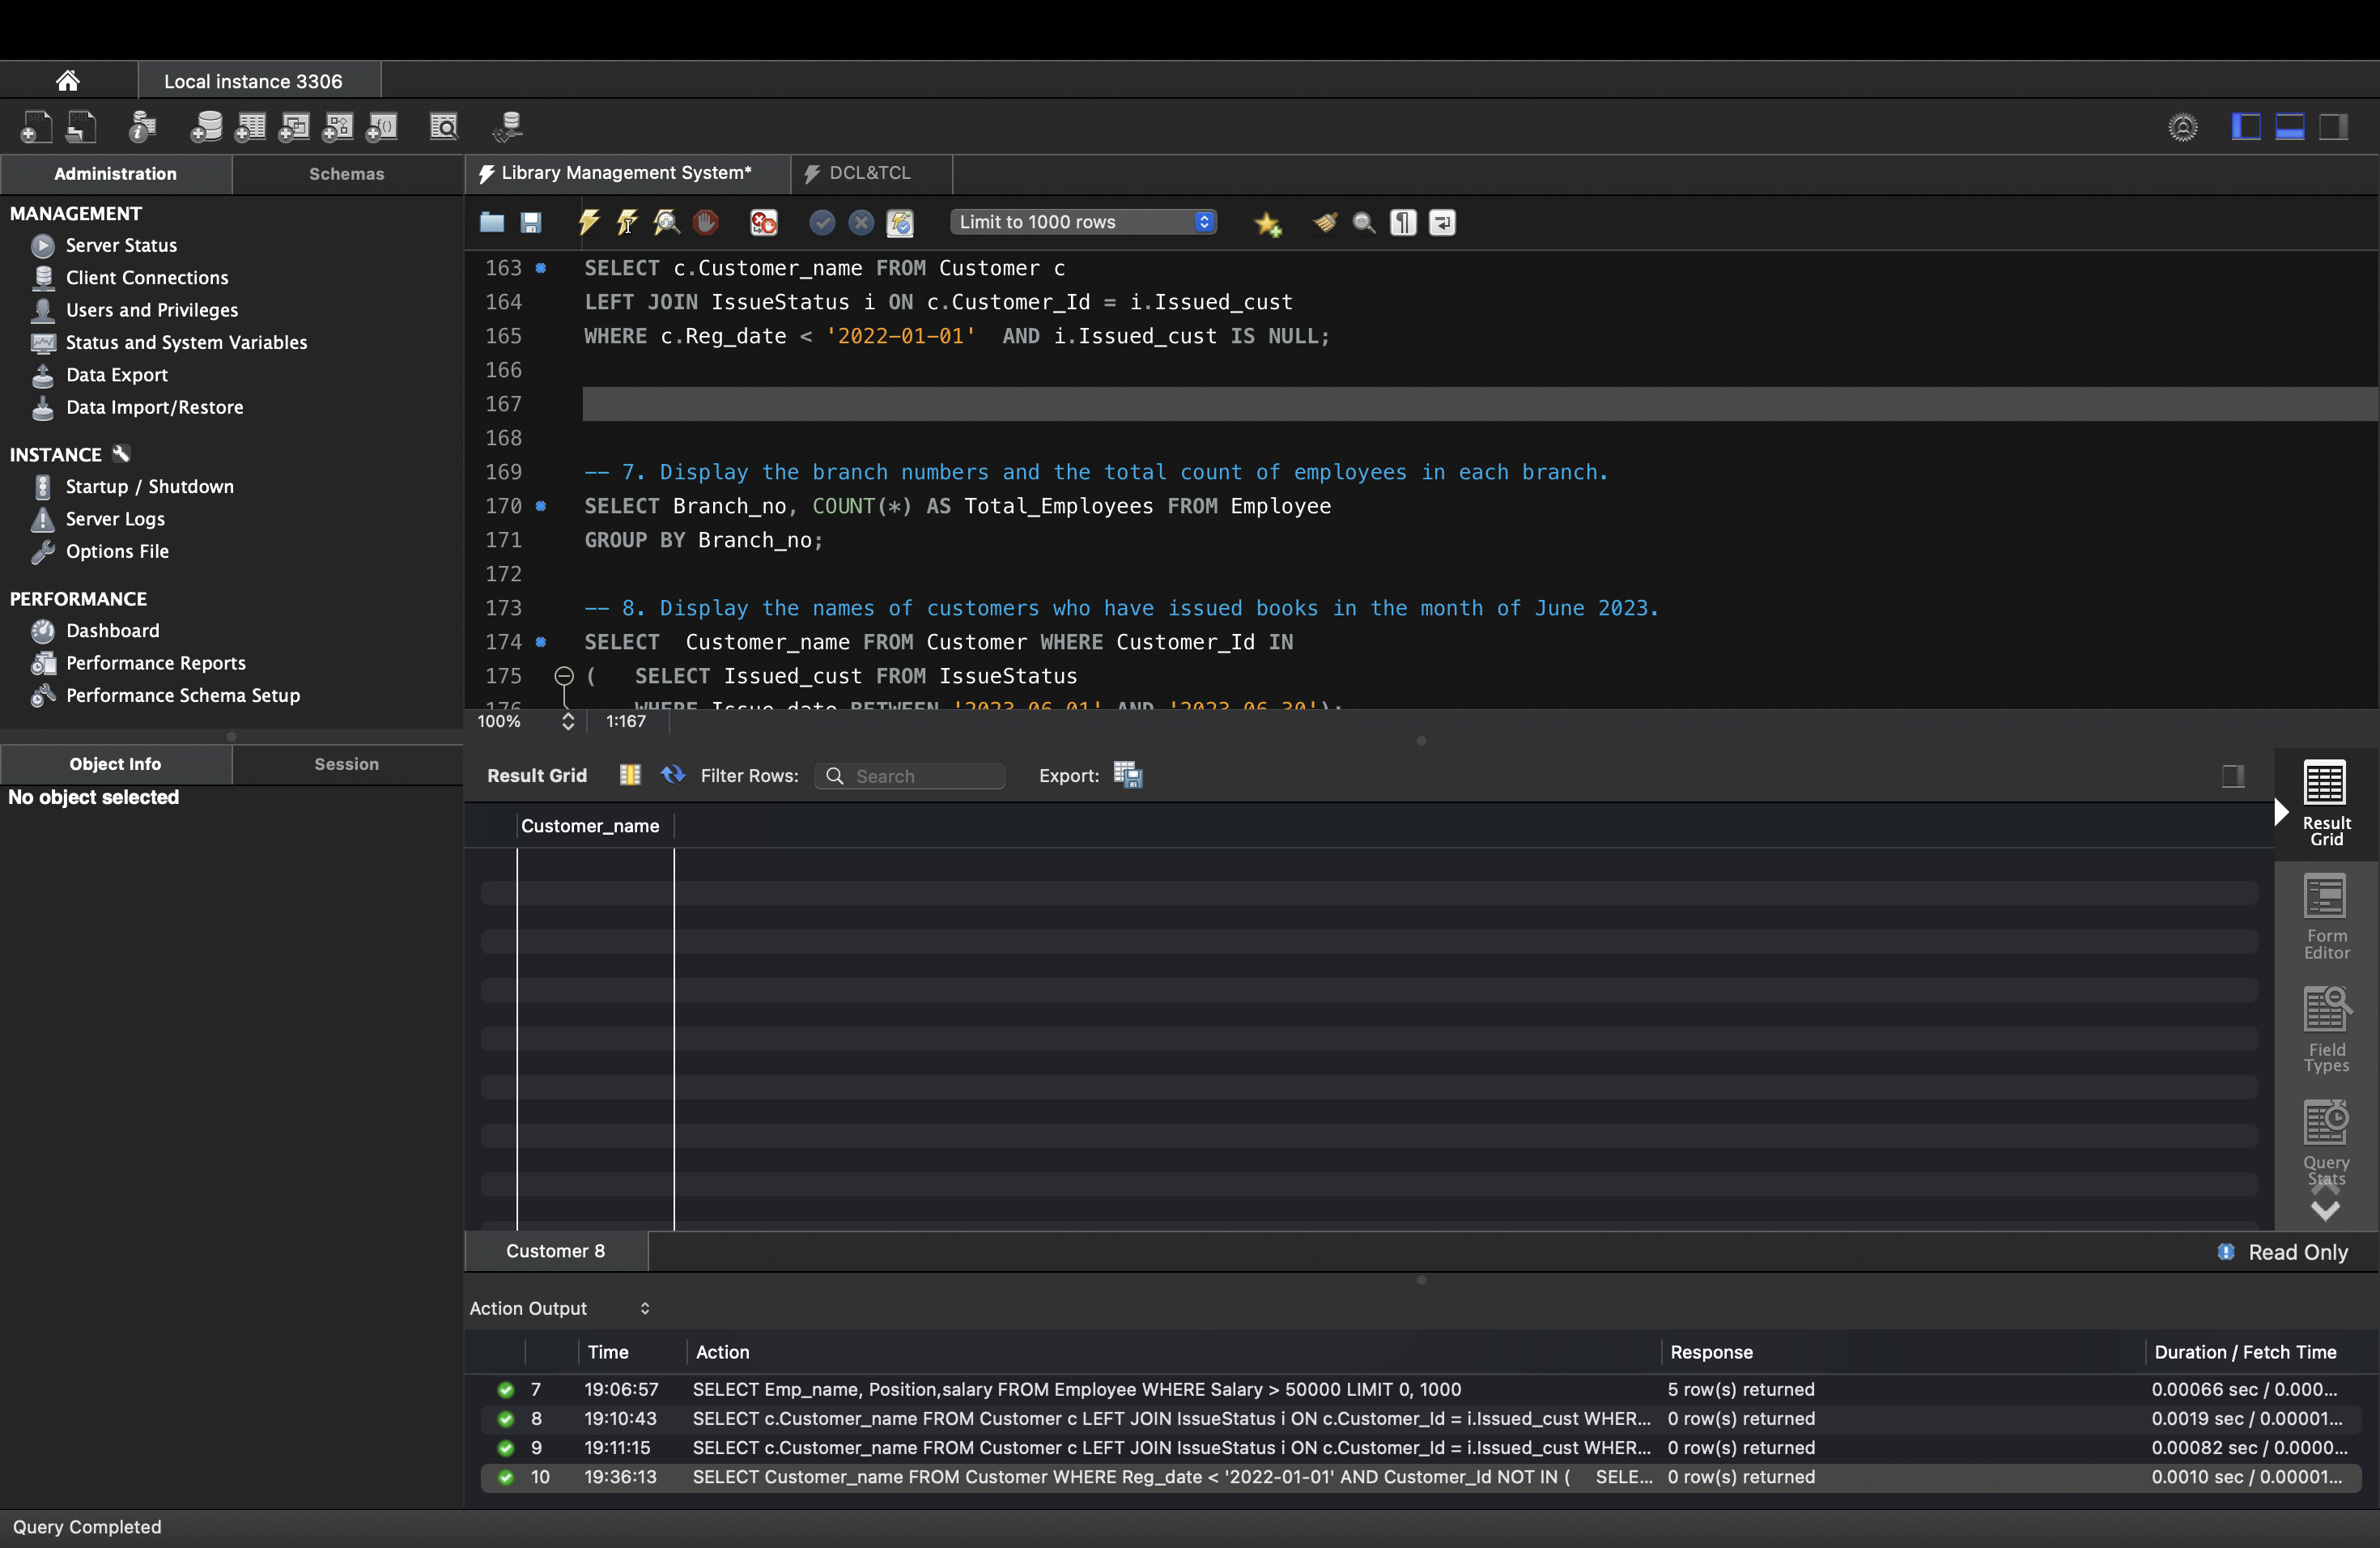 Local instance 3306
Administration
Schemas
Library Management System*
DCL&TCL
MANAGEMENT
Server Status
Client Connections
Users and Privileges
Status and System Variables
Data Export
Data Import/Restore
INSTANCE
Startup / Shutdown
Server Logs
Options File
PERFORMANCE
Dashboard
Performance Reports
Performance Schema Setup
Object Info
Session
No object selected
Limit to 1000 rows
163 SELECT c.Customer_name FROM Customer c
164 LEFT JOIN IssueStatus i ON c.Customer_Id = i.Issued_cust
165 WHERE c.Reg_date < '2022-01-01'  AND i.Issued_cust IS NULL;
166
167
168
169 -- 7. Display the branch numbers and the total count of employees in each branch.
170 SELECT Branch_no, COUNT(*) AS Total_Employees FROM Employee
171 GROUP BY Branch_no;
172
173 -- 8. Display the names of customers who have issued books in the month of June 2023.
174 SELECT  Customer_name FROM Customer WHERE Customer_Id IN
175 (   SELECT Issued_cust FROM IssueStatus
176 WHERE Issue_date BETWEEN '2023-06-01' AND '2023-06-30');
100% 1:167
Result Grid Filter Rows: Search Export:
Customer_name
Result
Grid
Form
Editor
Field
Types
Query
Stats
Customer 8
Read Only
Action Output
Time Action Response Duration / Fetch Time
7 19:06:57 SELECT Emp_name, Position,salary FROM Employee WHERE Salary > 50000 LIMIT 0, 1000 5 row(s) returned 0.00066 sec / 0.000...
8 19:10:43 SELECT c.Customer_name FROM Customer c LEFT JOIN IssueStatus i ON c.Customer_Id = i.Issued_cust WHER... 0 row(s) returned 0.0019 sec / 0.00001...
9 19:11:15 SELECT c.Customer_name FROM Customer c LEFT JOIN IssueStatus i ON c.Customer_Id = i.Issued_cust WHER... 0 row(s) returned 0.00082 sec / 0.0000...
10 19:36:13 SELECT Customer_name FROM Customer WHERE Reg_date < '2022-01-01' AND Customer_Id NOT IN (     SELE... 0 row(s) returned 0.0010 sec / 0.00001...
Query Completed